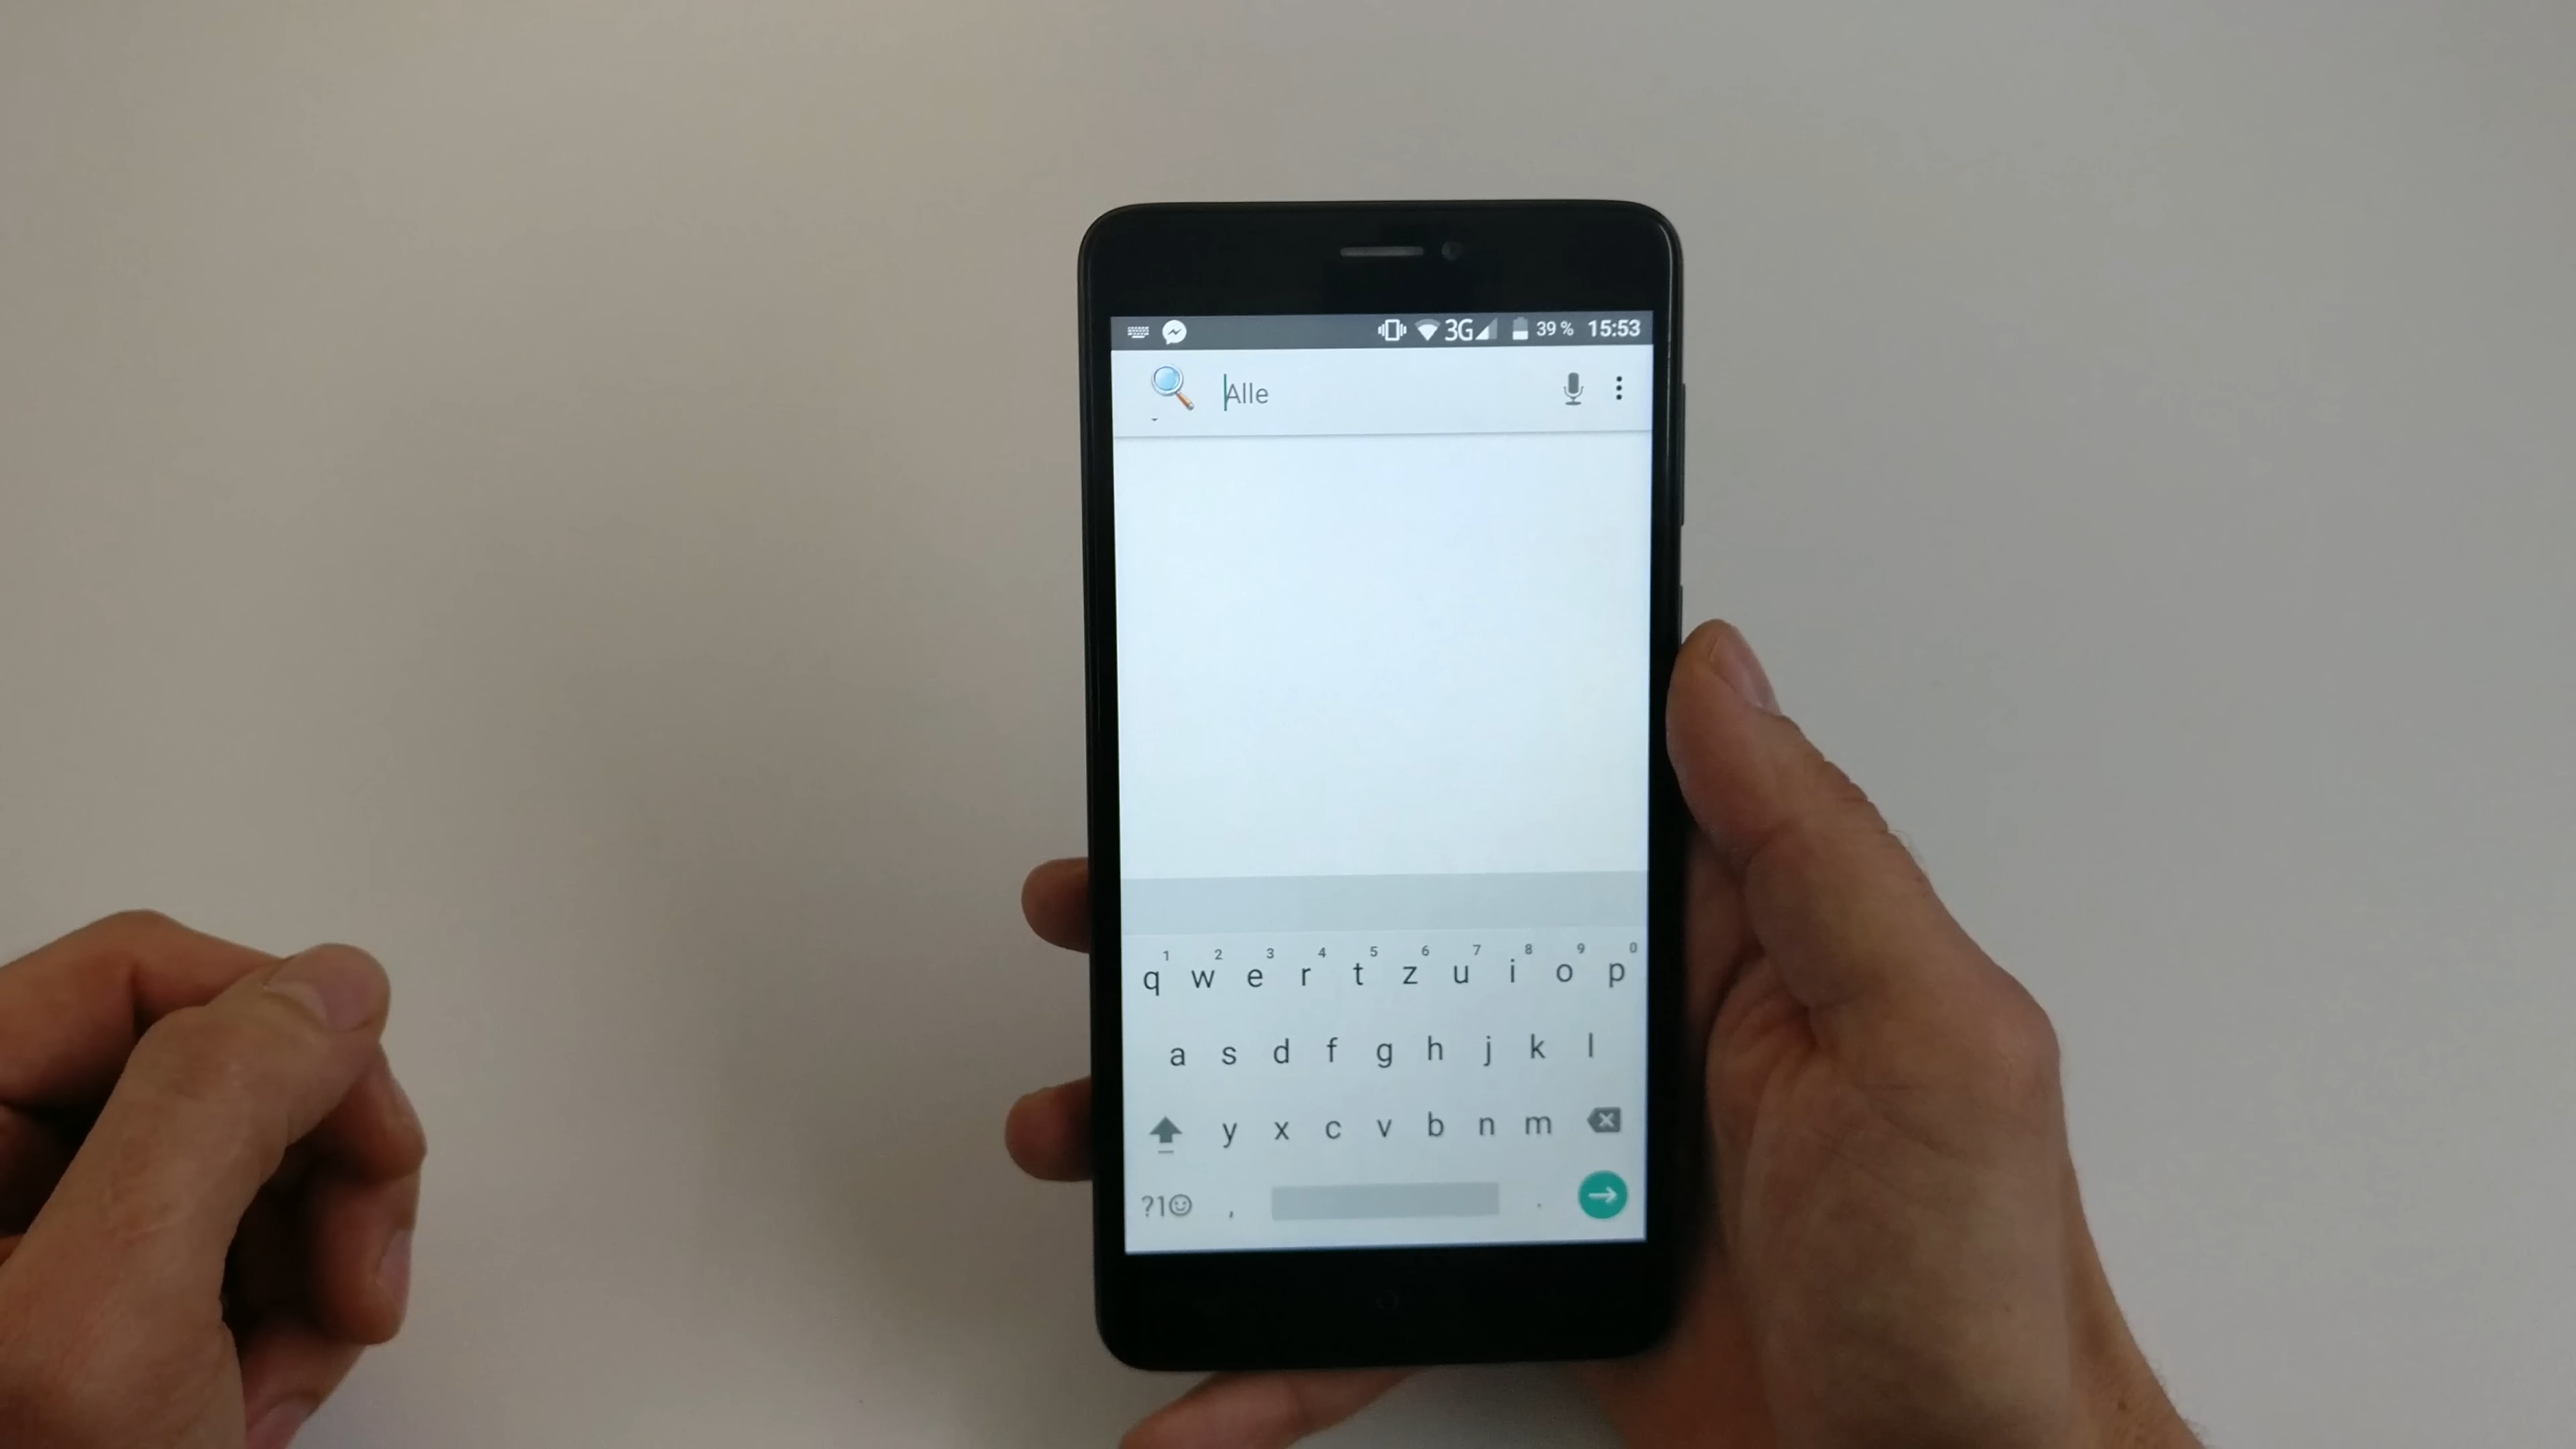 3G 39 % 15:53
Alle
1 2 3 4 5 6 7 8 9 0
q w e r t z u i o p
a s d f g h j k l
y x c v b n m
?1☺ , .